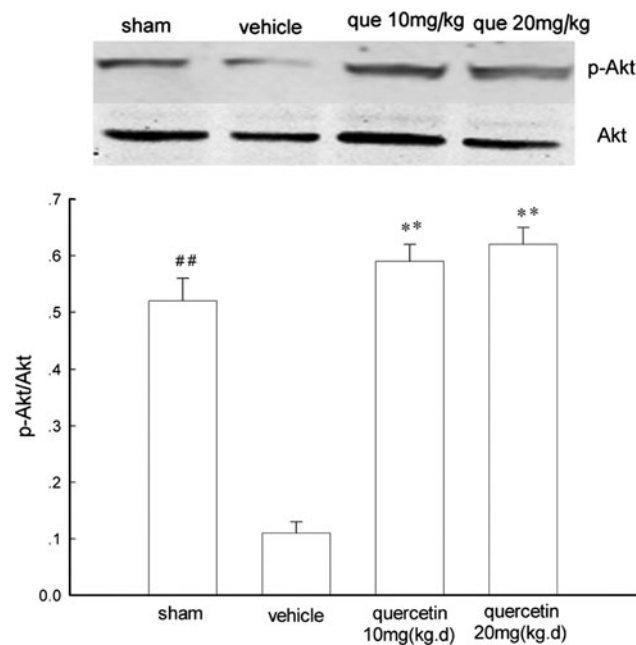 sham vehicle que 10mg/kg que 20mg/kg
p-Akt
Akt
.7
.6
.5
.4
.3
.2
.1
0.0
p-Akt/Akt
##
**
**
sham vehicle quercetin quercetin
10mg(kg.d) 20mg(kg.d)